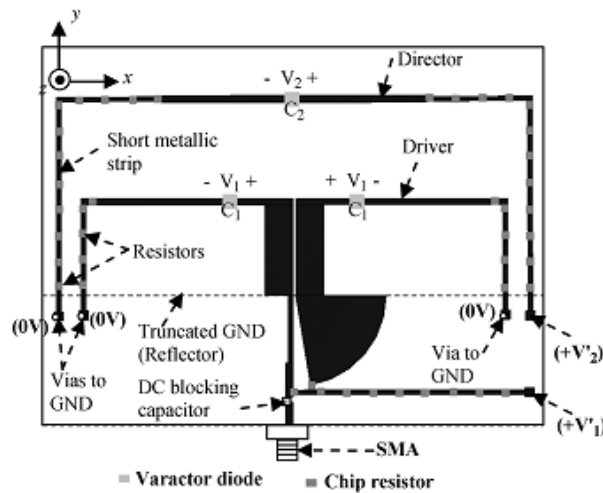 y
x
z
Director
- V2 +
C2
Short metallic
strip
Driver
- V1 +
+ V1 -
C1
C1
Resistors
(0V)
(0V)
(0V)
Truncated GND
(Reflector)
Via to
GND
(+V'2)
Vias to
GND
DC blocking
capacitor
(+V'1)
SMA
Varactor diode
Chip resistor